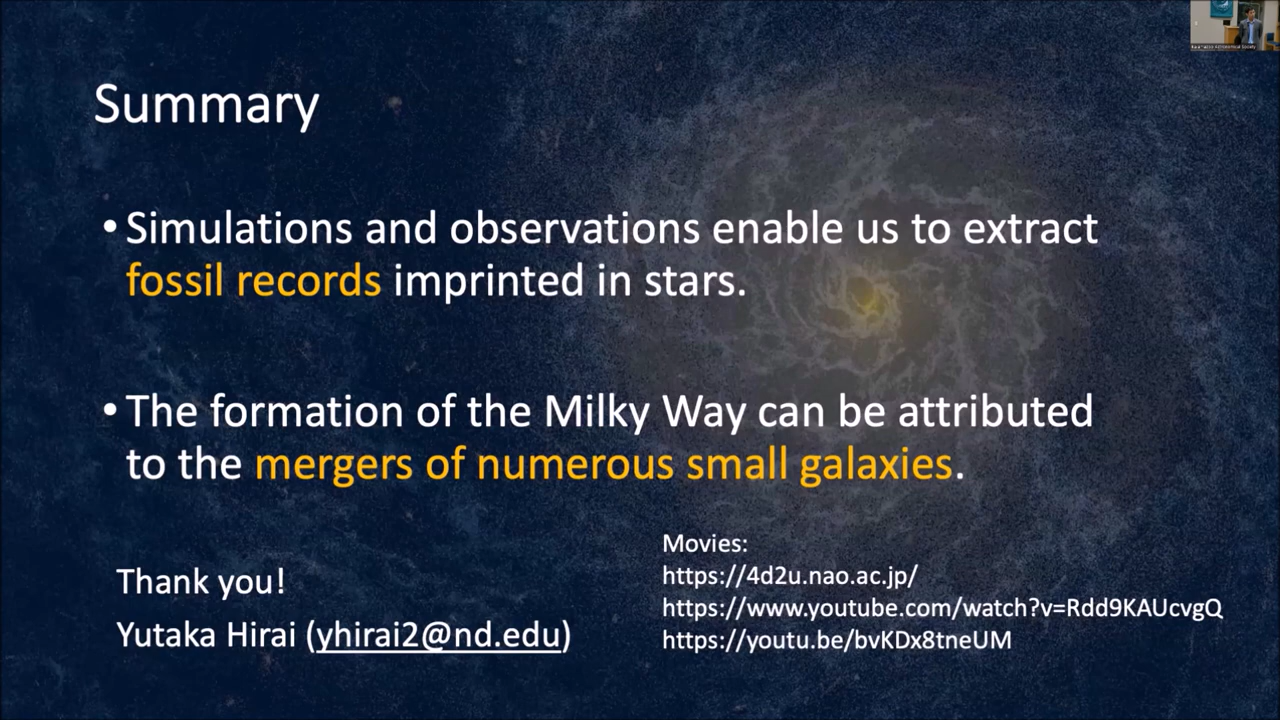 Summary
• Simulations and observations enable us to extract
fossil records imprinted in stars.
• The formation of the Milky Way can be attributed
to the mergers of numerous small galaxies.
Thank you!
Yutaka Hirai (yhirai2@nd.edu)
Movies:
https://4d2u.nao.ac.jp/
https://www.youtube.com/watch?v=Rdd9KAUcvgQ
https://youtu.be/bvKDx8tneUM
Astronomical Society